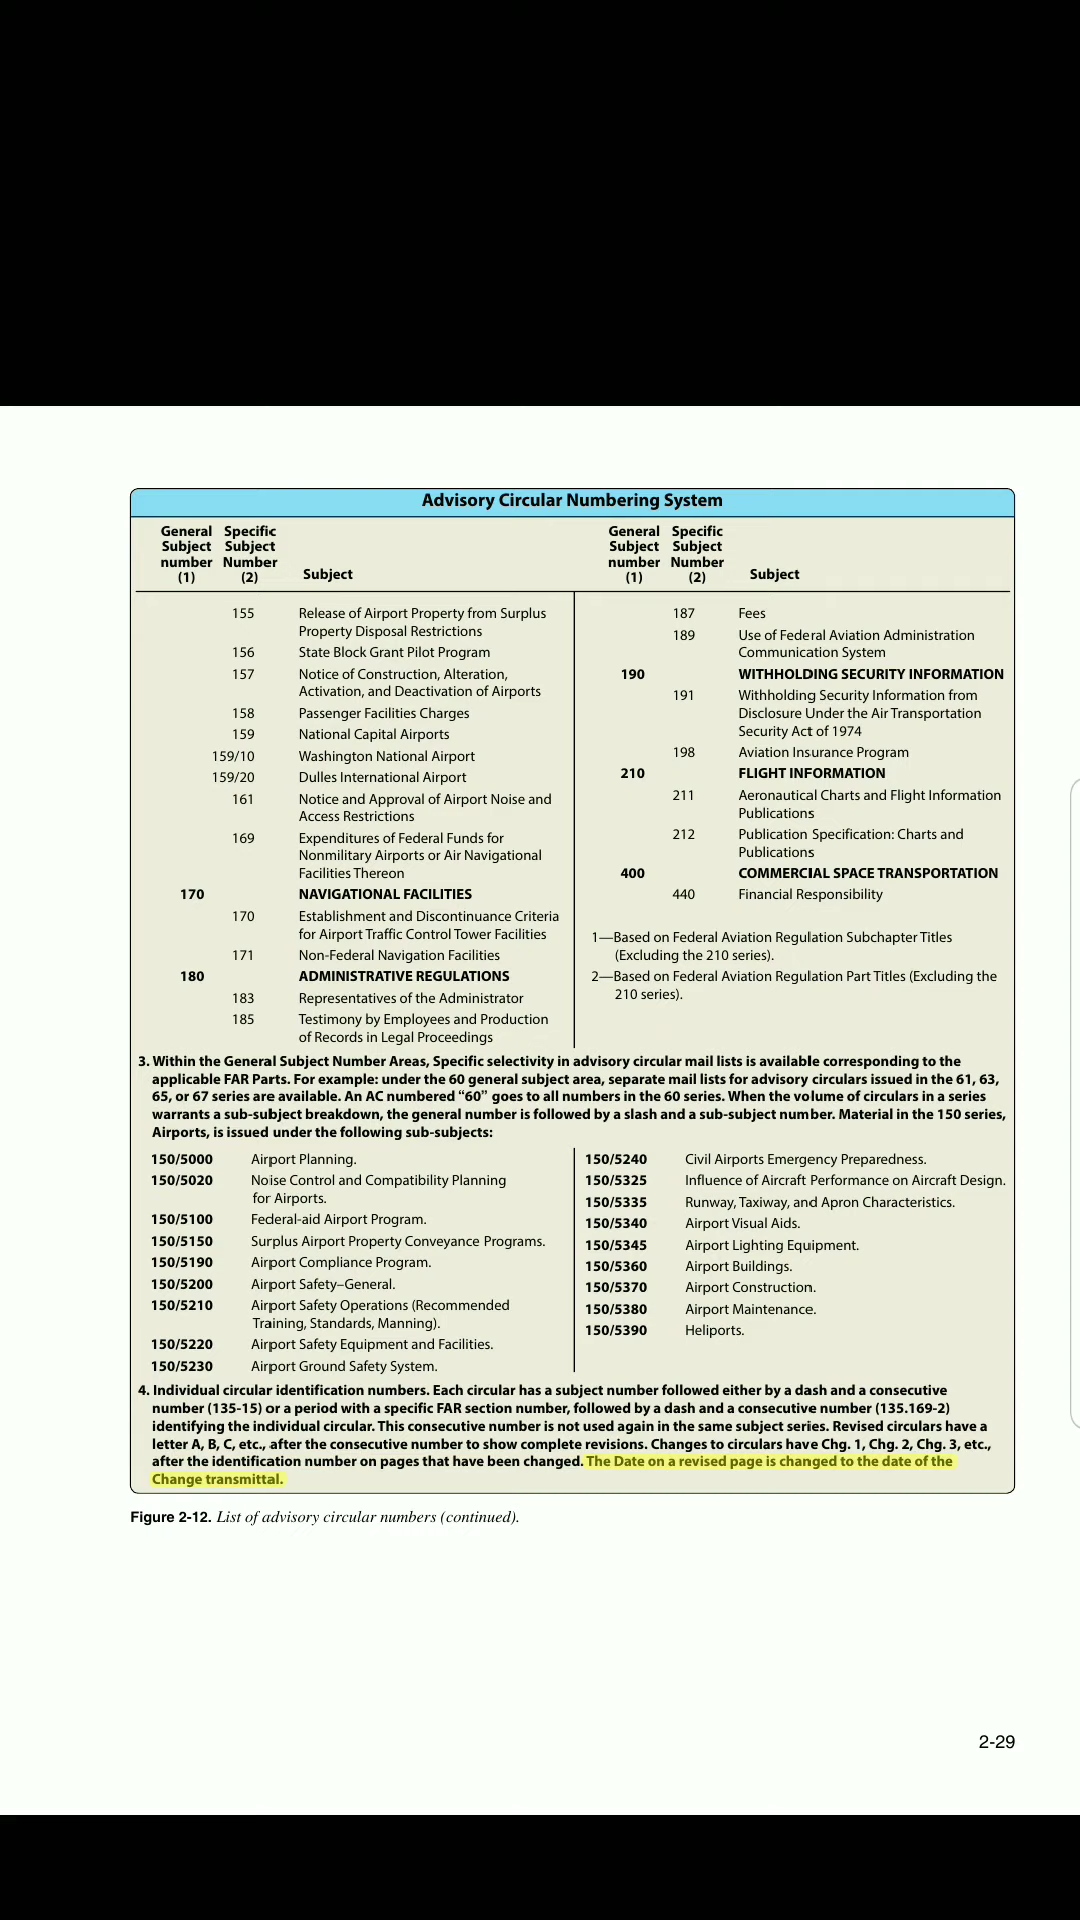 Advisory Circular Numbering System
General Subject number (1) Specific Subject Number (2) Subject
155 Release of Airport Property from Surplus
Property Disposal Restrictions
156 State Block Grant Pilot Program
157 Notice of Construction, Alteration,
Activation, and Deactivation of Airports
158 Passenger Facilities Charges
159 National Capital Airports
159/10 Washington National Airport
159/20 Dulles International Airport
161 Notice and Approval of Airport Noise and
Access Restrictions
169 Expenditures of Federal Funds for
Nonmilitary Airports or Air Navigational
Facilities Thereon
170 NAVIGATIONAL FACILITIES
170 Establishment and Discontinuance Criteria
for Airport Traffic Control Tower Facilities
171 Non-Federal Navigation Facilities
180 ADMINISTRATIVE REGULATIONS
183 Representatives of the Administrator
185 Testimony by Employees and Production
of Records in Legal Proceedings
General Subject number (1) Specific Subject Number (2) Subject
187 Fees
189 Use of Federal Aviation Administration
Communication System
190 WITHHOLDING SECURITY INFORMATION
191 Withholding Security Information from
Disclosure Under the Air Transportation
Security Act of 1974
198 Aviation Insurance Program
210 FLIGHT INFORMATION
211 Aeronautical Charts and Flight Information
Publications
212 Publication Specification: Charts and
Publications
400 COMMERCIAL SPACE TRANSPORTATION
440 Financial Responsibility
1—Based on Federal Aviation Regulation Subchapter Titles
(Excluding the 210 series).
2—Based on Federal Aviation Regulation Part Titles (Excluding the
210 series).
3. Within the General Subject Number Areas, Specific selectivity in advisory circular mail lists is available corresponding to the
applicable FAR Parts. For example: under the 60 general subject area, separate mail lists for advisory circulars issued in the 61, 63,
65, or 67 series are available. An AC numbered “60” goes to all numbers in the 60 series. When the volume of circulars in a series
warrants a sub-subject breakdown, the general number is followed by a slash and a sub-subject number. Material in the 150 series,
Airports, is issued under the following sub-subjects:
150/5000 Airport Planning.
150/5020 Noise Control and Compatibility Planning
for Airports.
150/5100 Federal-aid Airport Program.
150/5150 Surplus Airport Property Conveyance Programs.
150/5190 Airport Compliance Program.
150/5200 Airport Safety–General.
150/5210 Airport Safety Operations (Recommended
Training, Standards, Manning).
150/5220 Airport Safety Equipment and Facilities.
150/5230 Airport Ground Safety System.
150/5240 Civil Airports Emergency Preparedness.
150/5325 Influence of Aircraft Performance on Aircraft Design.
150/5335 Runway, Taxiway, and Apron Characteristics.
150/5340 Airport Visual Aids.
150/5345 Airport Lighting Equipment.
150/5360 Airport Buildings.
150/5370 Airport Construction.
150/5380 Airport Maintenance.
150/5390 Heliports.
4. Individual circular identification numbers. Each circular has a subject number followed either by a dash and a consecutive
number (135-15) or a period with a specific FAR section number, followed by a dash and a consecutive number (135.169-2)
identifying the individual circular. This consecutive number is not used again in the same subject series. Revised circulars have a
letter A, B, C, etc., after the consecutive number to show complete revisions. Changes to circulars have Chg. 1, Chg. 2, Chg. 3, etc.,
after the identification number on pages that have been changed. The Date on a revised page is changed to the date of the
Change transmittal.
Figure 2-12. List of advisory circular numbers (continued).
2-29